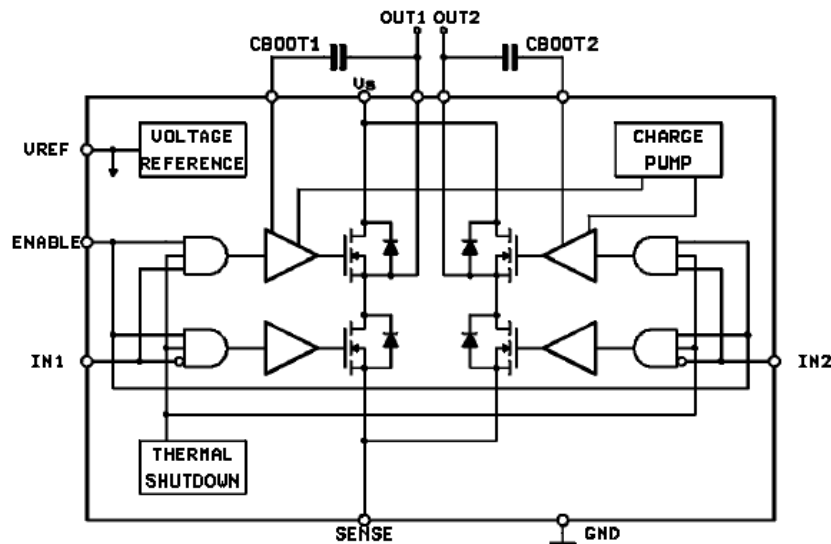 OUT1 OUT2
CBOOT1
CBOOT2
Vs
VREF
VOLTAGE
REFERENCE
CHARGE
PUMP
ENABLE
IN1
IN2
THERMAL
SHUTDOWN
SENSE
GND